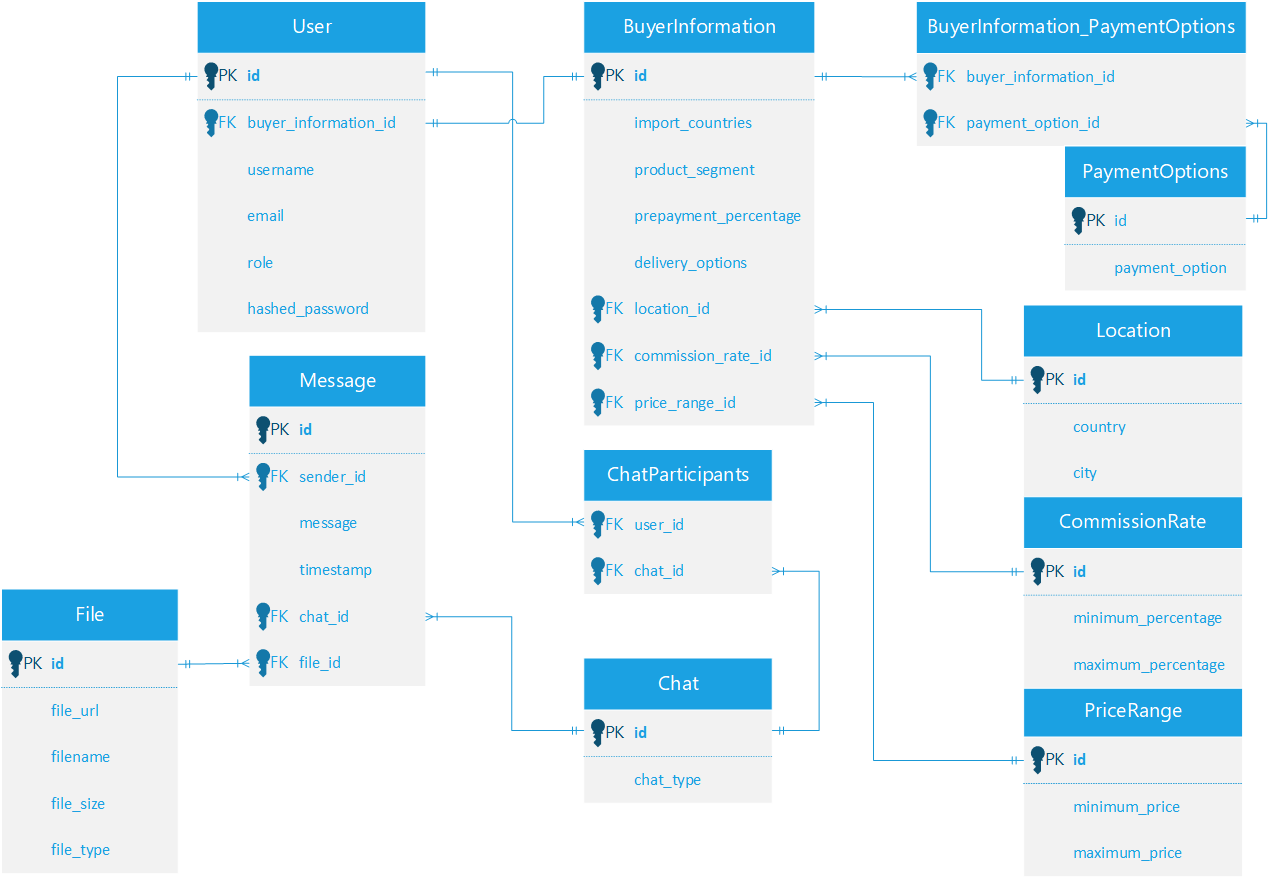 User
PK id
FK buyer_information_id
username
email
role
hashed_password
BuyerInformation
PK id
import_countries
product_segment
prepayment_percentage
delivery_options
FK location_id
FK commission_rate_id
FK price_range_id
BuyerInformation_PaymentOptions
FK buyer_information_id
FK payment_option_id
PaymentOptions
PK id
payment_option
Location
PK id
country
city
Message
PK id
FK sender_id
message
timestamp
FK chat_id
FK file_id
ChatParticipants
FK user_id
FK chat_id
CommissionRate
PK id
minimum_percentage
maximum_percentage
File
PK id
file_url
filename
file_size
file_type
Chat
PK id
chat_type
PriceRange
PK id
minimum_price
maximum_price